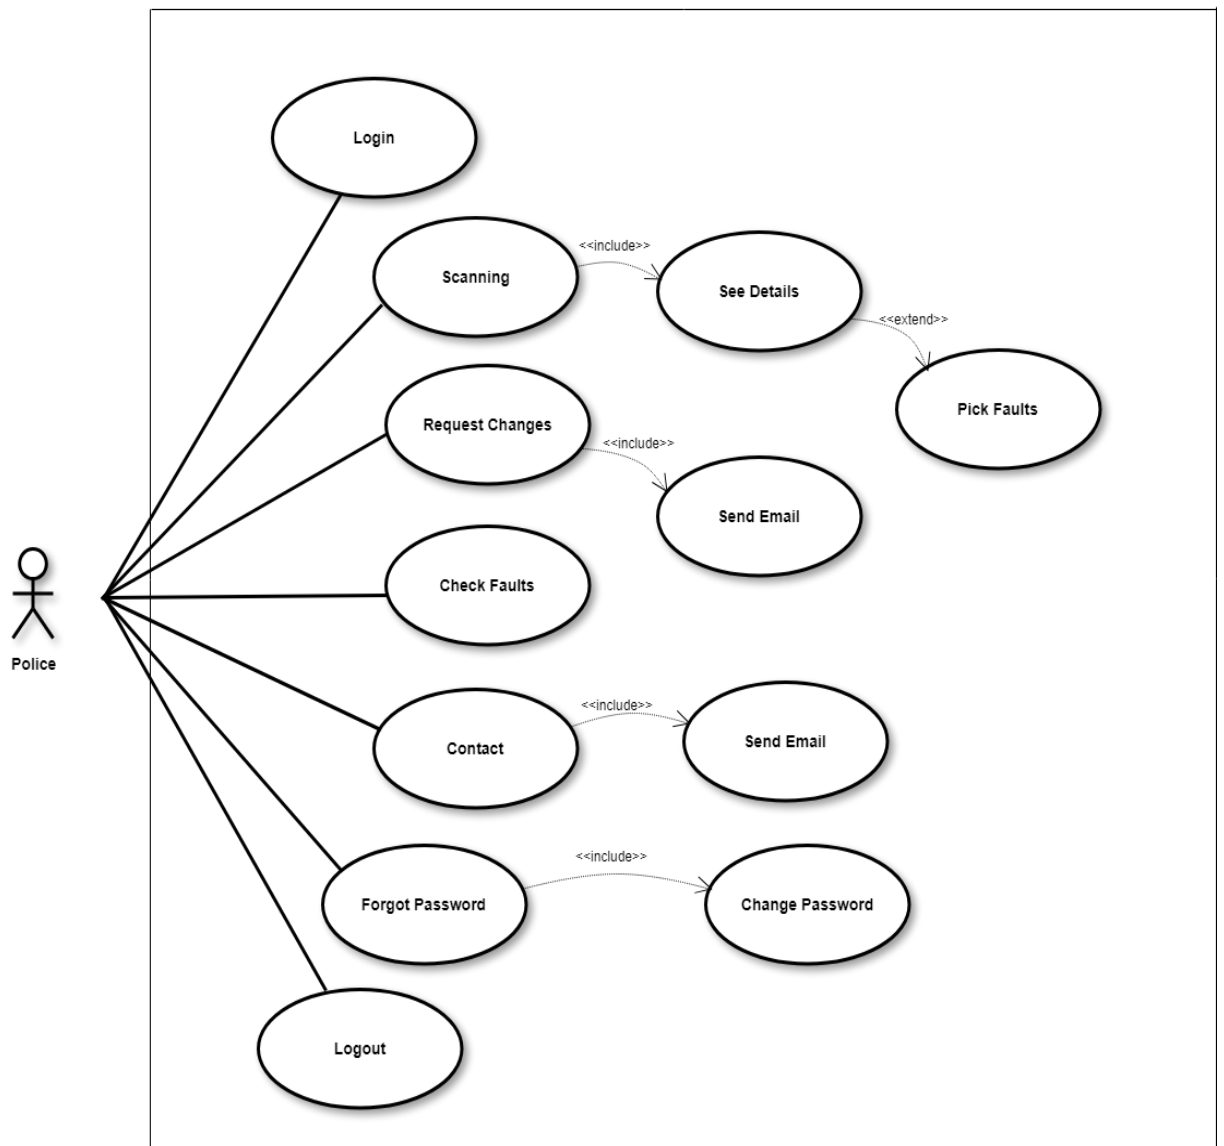 Login
Scanning
<<include>>
See Details
<<extend>>
Pick Faults
Request Changes
<<include>>
Send Email
Check Faults
Police
Contact
<<include>>
Send Email
Forgot Password
<<include>>
Change Password
Logout